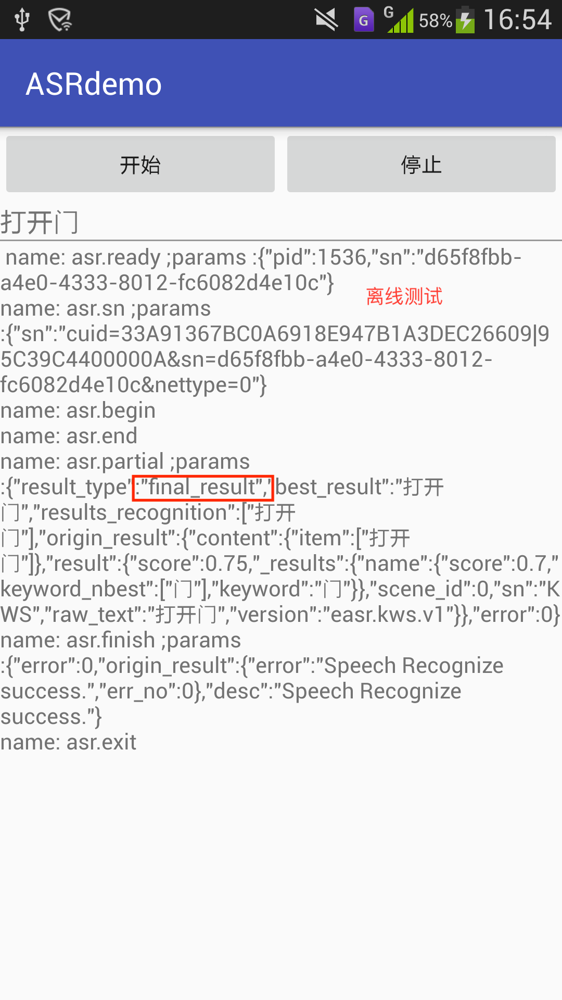 G G 58% 16:54
ASRdemo
开始 停止
打开门
name: asr.ready ;params :{"pid":1536,"sn":"d65f8fbb-
a4e0-4333-8012-fc6082d4e10c"}
离线测试
name: asr.sn ;params
:{"sn":"cuid=33A91367BC0A6918E947B1A3DEC26609|9
5C39C4400000A&sn=d65f8fbb-a4e0-4333-8012-
fc6082d4e10c&nettype=0"}
name: asr.begin
name: asr.end
name: asr.partial ;params
:{"result_type":"final_result","best_result":"打开
门","results_recognition":["打开
门"],"origin_result":{"content":{"item":["打开
门"]},"result":{"score":0.75,"_results":{"name":{"score":0.7,"
keyword_nbest":["门"],"keyword":"门"}},"scene_id":0,"sn":"K
WS","raw_text":"打开门","version":"easr.kws.v1"}},"error":0}
name: asr.finish ;params
:{"error":0,"origin_result":{"error":"Speech Recognize
success.","err_no":0},"desc":"Speech Recognize
success."}
name: asr.exit